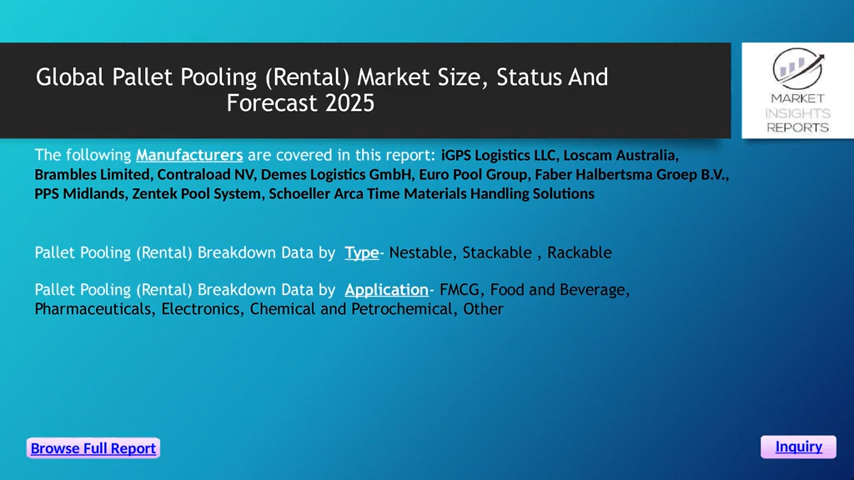 Global Pallet Pooling (Rental) Market Size, Status And
Forecast 2025
MARKET
INSIGHTS
REPORTS
The following Manufacturers are covered in this report: iGPS Logistics LLC, Loscam Australia,
Brambles Limited, Contraload NV, Demes Logistics GmbH, Euro Pool Group, Faber Halbertsma Groep B.V.,
PPS Midlands, Zentek Pool System, Schoeller Arca Time Materials Handling Solutions
Pallet Pooling (Rental) Breakdown Data by Type- Nestable, Stackable , Rackable
Pallet Pooling (Rental) Breakdown Data by Application- FMCG, Food and Beverage,
Pharmaceuticals, Electronics, Chemical and Petrochemical, Other
Browse Full Report
Inquiry